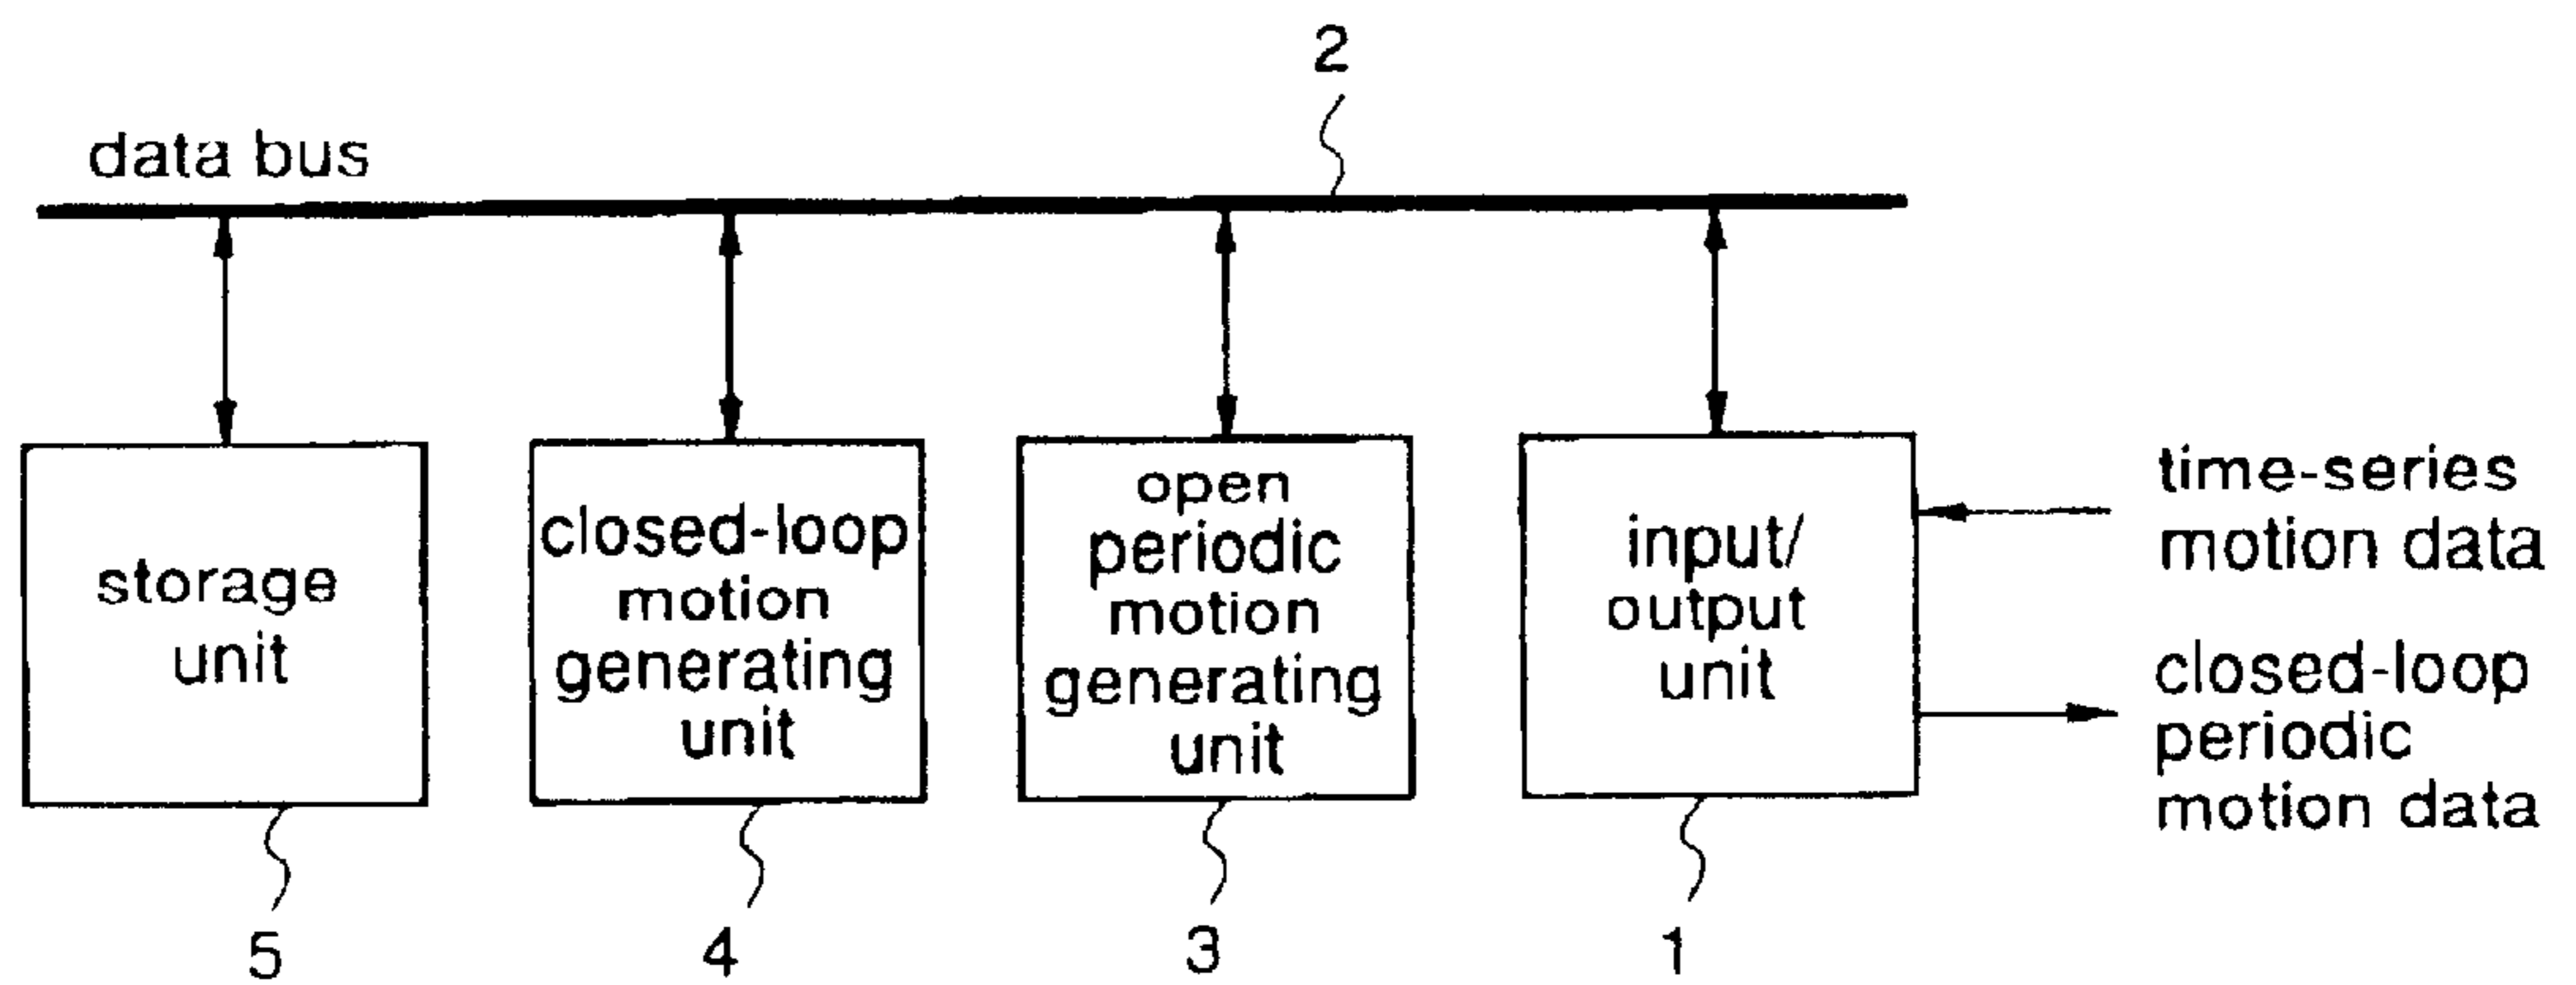 2
data bus
storage
unit
closed-loop
motion
generating
unit
open
periodic
motion
generating
unit
input/
output
unit
time-series
motion data
closed-loop
periodic
motion data
5
4
3
1